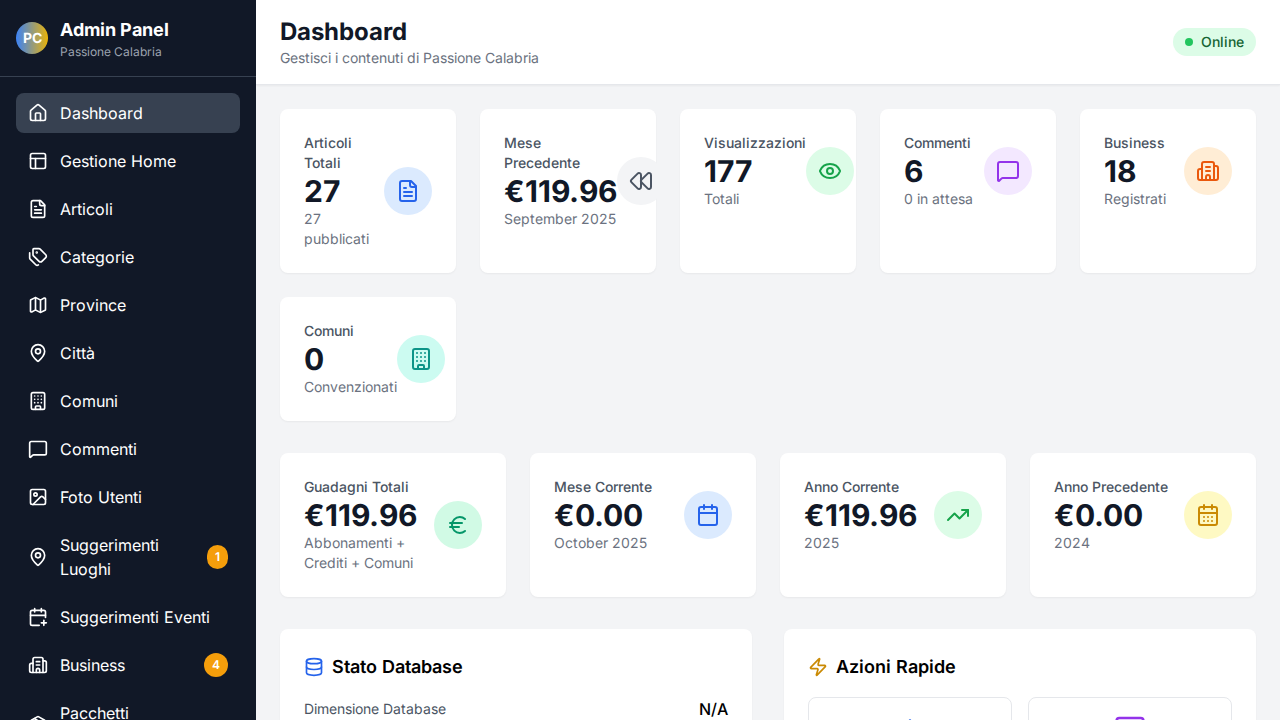 PC
Admin Panel
Passione Calabria
Dashboard
Gestione Home
Articoli
Categorie
Province
Città
Comuni
Commenti
Foto Utenti
Suggerimenti
Luoghi
1
Suggerimenti Eventi
Business
4
Pacchetti
Dashboard
Gestisci i contenuti di Passione Calabria
Online
Articoli
Totali
27
27
pubblicati
Mese
Precedente
€119.96
September 2025
Visualizzazioni
177
Totali
Commenti
6
0 in attesa
Business
18
Registrati
Comuni
0
Convenzionati
Guadagni Totali
€119.96
Abbonamenti +
Crediti + Comuni
Mese Corrente
€0.00
October 2025
Anno Corrente
€119.96
2025
Anno Precedente
€0.00
2024
Stato Database
Dimensione Database
N/A
Azioni Rapide